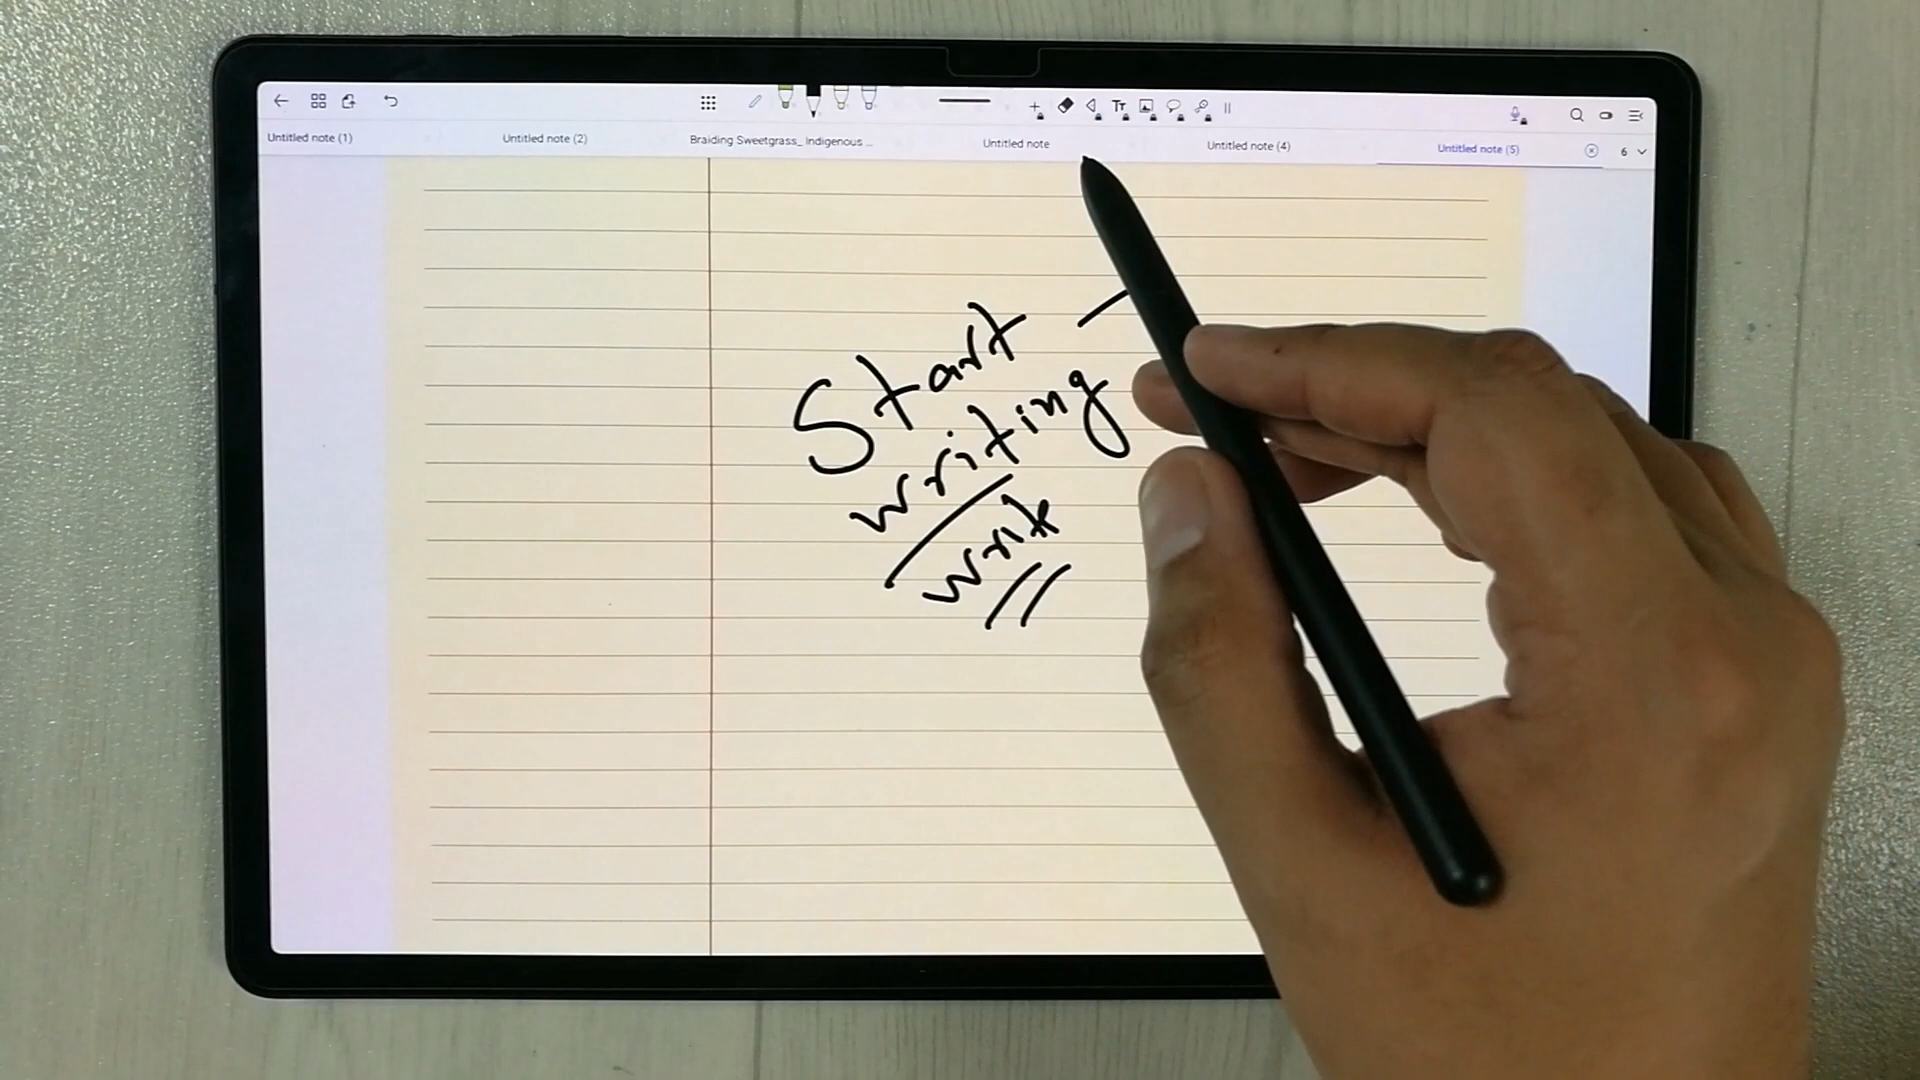 Tт
Untitled note (1) Untitled note (2) Braiding Sweetgrass_ Indigenous ... Untitled note Untitled note (4) Untitled note (5) 6
Start
writing
write